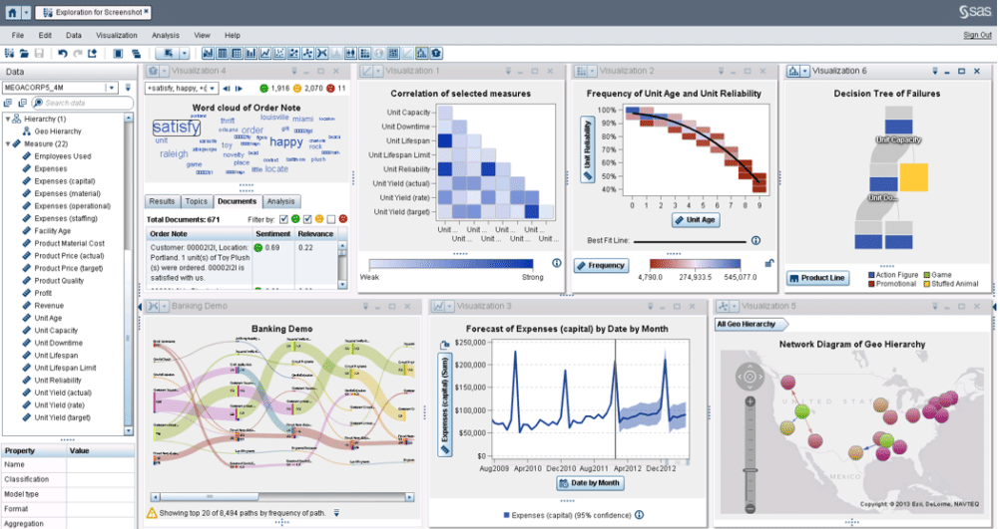 Exploration for Screenshot
sas
File Edit Data Visualization Analysis View Help
Sign Out
Data
MEGACORP5_4M
Search data
Hierarchy (1)
Geo Hierarchy
Measure (22)
Employees Used
Expenses
Expenses (capital)
Expenses (material)
Expenses (operational)
Expenses (staffing)
Facility Age
Product Material Cost
Product Price (actual)
Product Price (target)
Product Quality
Profit
Revenue
Unit Age
Unit Capacity
Unit Downtime
Unit Lifespan
Unit Lifespan Limit
Unit Reliability
Unit Yield (actual)
Unit Yield (rate)
Unit Yield (target)
Property Value
Name
Classification
Model type
Format
Aggregation
Visualization 4
+satisfy, happy, +(
1,916 2,070 11
Word cloud of Order Note
thrift louisville miami
satisfy orleans order gift
unit happy
raleigh toy boston
novelty bear plush
game place
little locate
Results Topics Documents Analysis
Total Documents: 671 Filter by:
Order Note Sentiment Relevance
Customer: 00002I2I, Location:
Portland. 1 unit(s) of Toy Plush
(s) were ordered. 00002I2I is
satisfied with us.
0.69 0.22
Visualization 1
Correlation of selected measures
Unit Capacity
Unit Downtime
Unit Lifespan
Unit Lifespan Limit
Unit Reliability
Unit Yield (actual)
Unit Yield (rate)
Unit Yield (target)
Unit ... Unit ... Unit ... Unit ...
Unit ... Unit ... Unit ...
Weak Strong
Visualization 2
Frequency of Unit Age and Unit Reliability
Unit Reliability
100%
90%
80%
70%
60%
50%
40%
0 1 2 3 4 5 6 7 8 9
Unit Age
Best Fit Line:
Frequency
4,790.0 274,933.5 545,077.0
Visualization 6
Decision Tree of Failures
Unit Capacity
Unit Do...
Product Line
Action Figure Game
Promotional Stuffed Animal
Banking Demo
Banking Demo
Showing top 20 of 8,494 paths by frequency of path.
Visualization 3
Forecast of Expenses (capital) by Date by Month
Expenses (capital) (Sum)
$250,000
$200,000
$150,000
$100,000
$50,000
$0
Aug2009 Apr2010 Dec2010 Aug2011 Apr2012 Dec2012
Date by Month
Expenses (capital) (95% confidence)
Visualization 5
All Geo Hierarchy
Network Diagram of Geo Hierarchy
UNITED STATES
MEXICO
Copyright © 2013 Esri, DeLorme, NAVTEQ